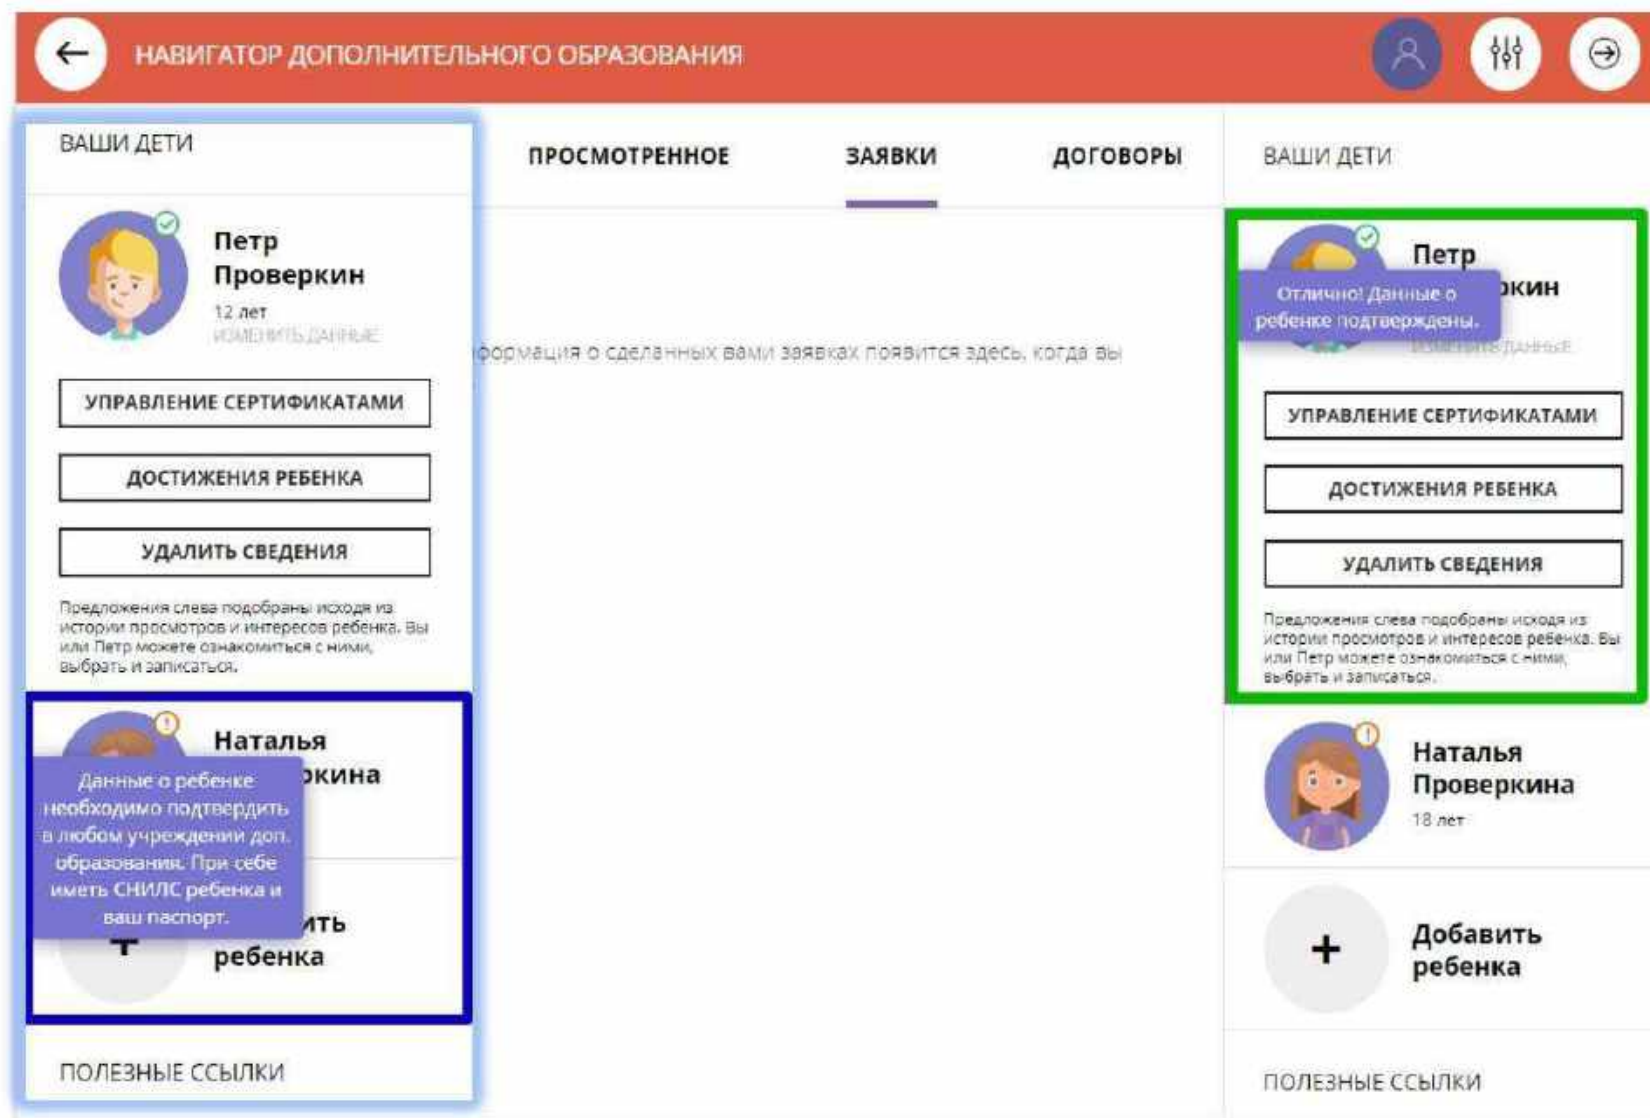 НАВИГАТОР ДОПОЛНИТЕЛЬНОГО ОБРАЗОВАНИЯ
ВАШИ ДЕТИ
Петр
Проверкин
12 лет
ИЗМЕНИТЬ ДАННЫЕ
УПРАВЛЕНИЕ СЕРТИФИКАТАМИ
ДОСТИЖЕНИЯ РЕБЕНКА
УДАЛИТЬ СВЕДЕНИЯ
Предложения слева подобраны исходя из
истории просмотров и интересов ребенка. Вы
или Петр можете ознакомиться с ними,
выбрать и записаться.
Наталья
ркина
Данные о ребенке
необходимо подтвердить
в любом учреждении доп.
образования. При себе
иметь СНИЛС ребенка и
ваш паспорт.
ить
ребенка
ПОЛЕЗНЫЕ ССЫЛКИ
ПРОСМОТРЕННОЕ ЗАЯВКИ ДОГОВОРЫ
формация о сделанных вами заявках появится здесь, когда вы
ВАШИ ДЕТИ
Петр
ркин
Отлично! Данные о
ребенке подтверждены.
ИЗМЕНИТЬ ДАННЫЕ
УПРАВЛЕНИЕ СЕРТИФИКАТАМИ
ДОСТИЖЕНИЯ РЕБЕНКА
УДАЛИТЬ СВЕДЕНИЯ
Предложения слева подобраны исходя из
истории просмотров и интересов ребенка. Вы
или Петр можете ознакомиться с ними,
выбрать и записаться.
Наталья
Проверкина
18 лет
+
Добавить
ребенка
ПОЛЕЗНЫЕ ССЫЛКИ